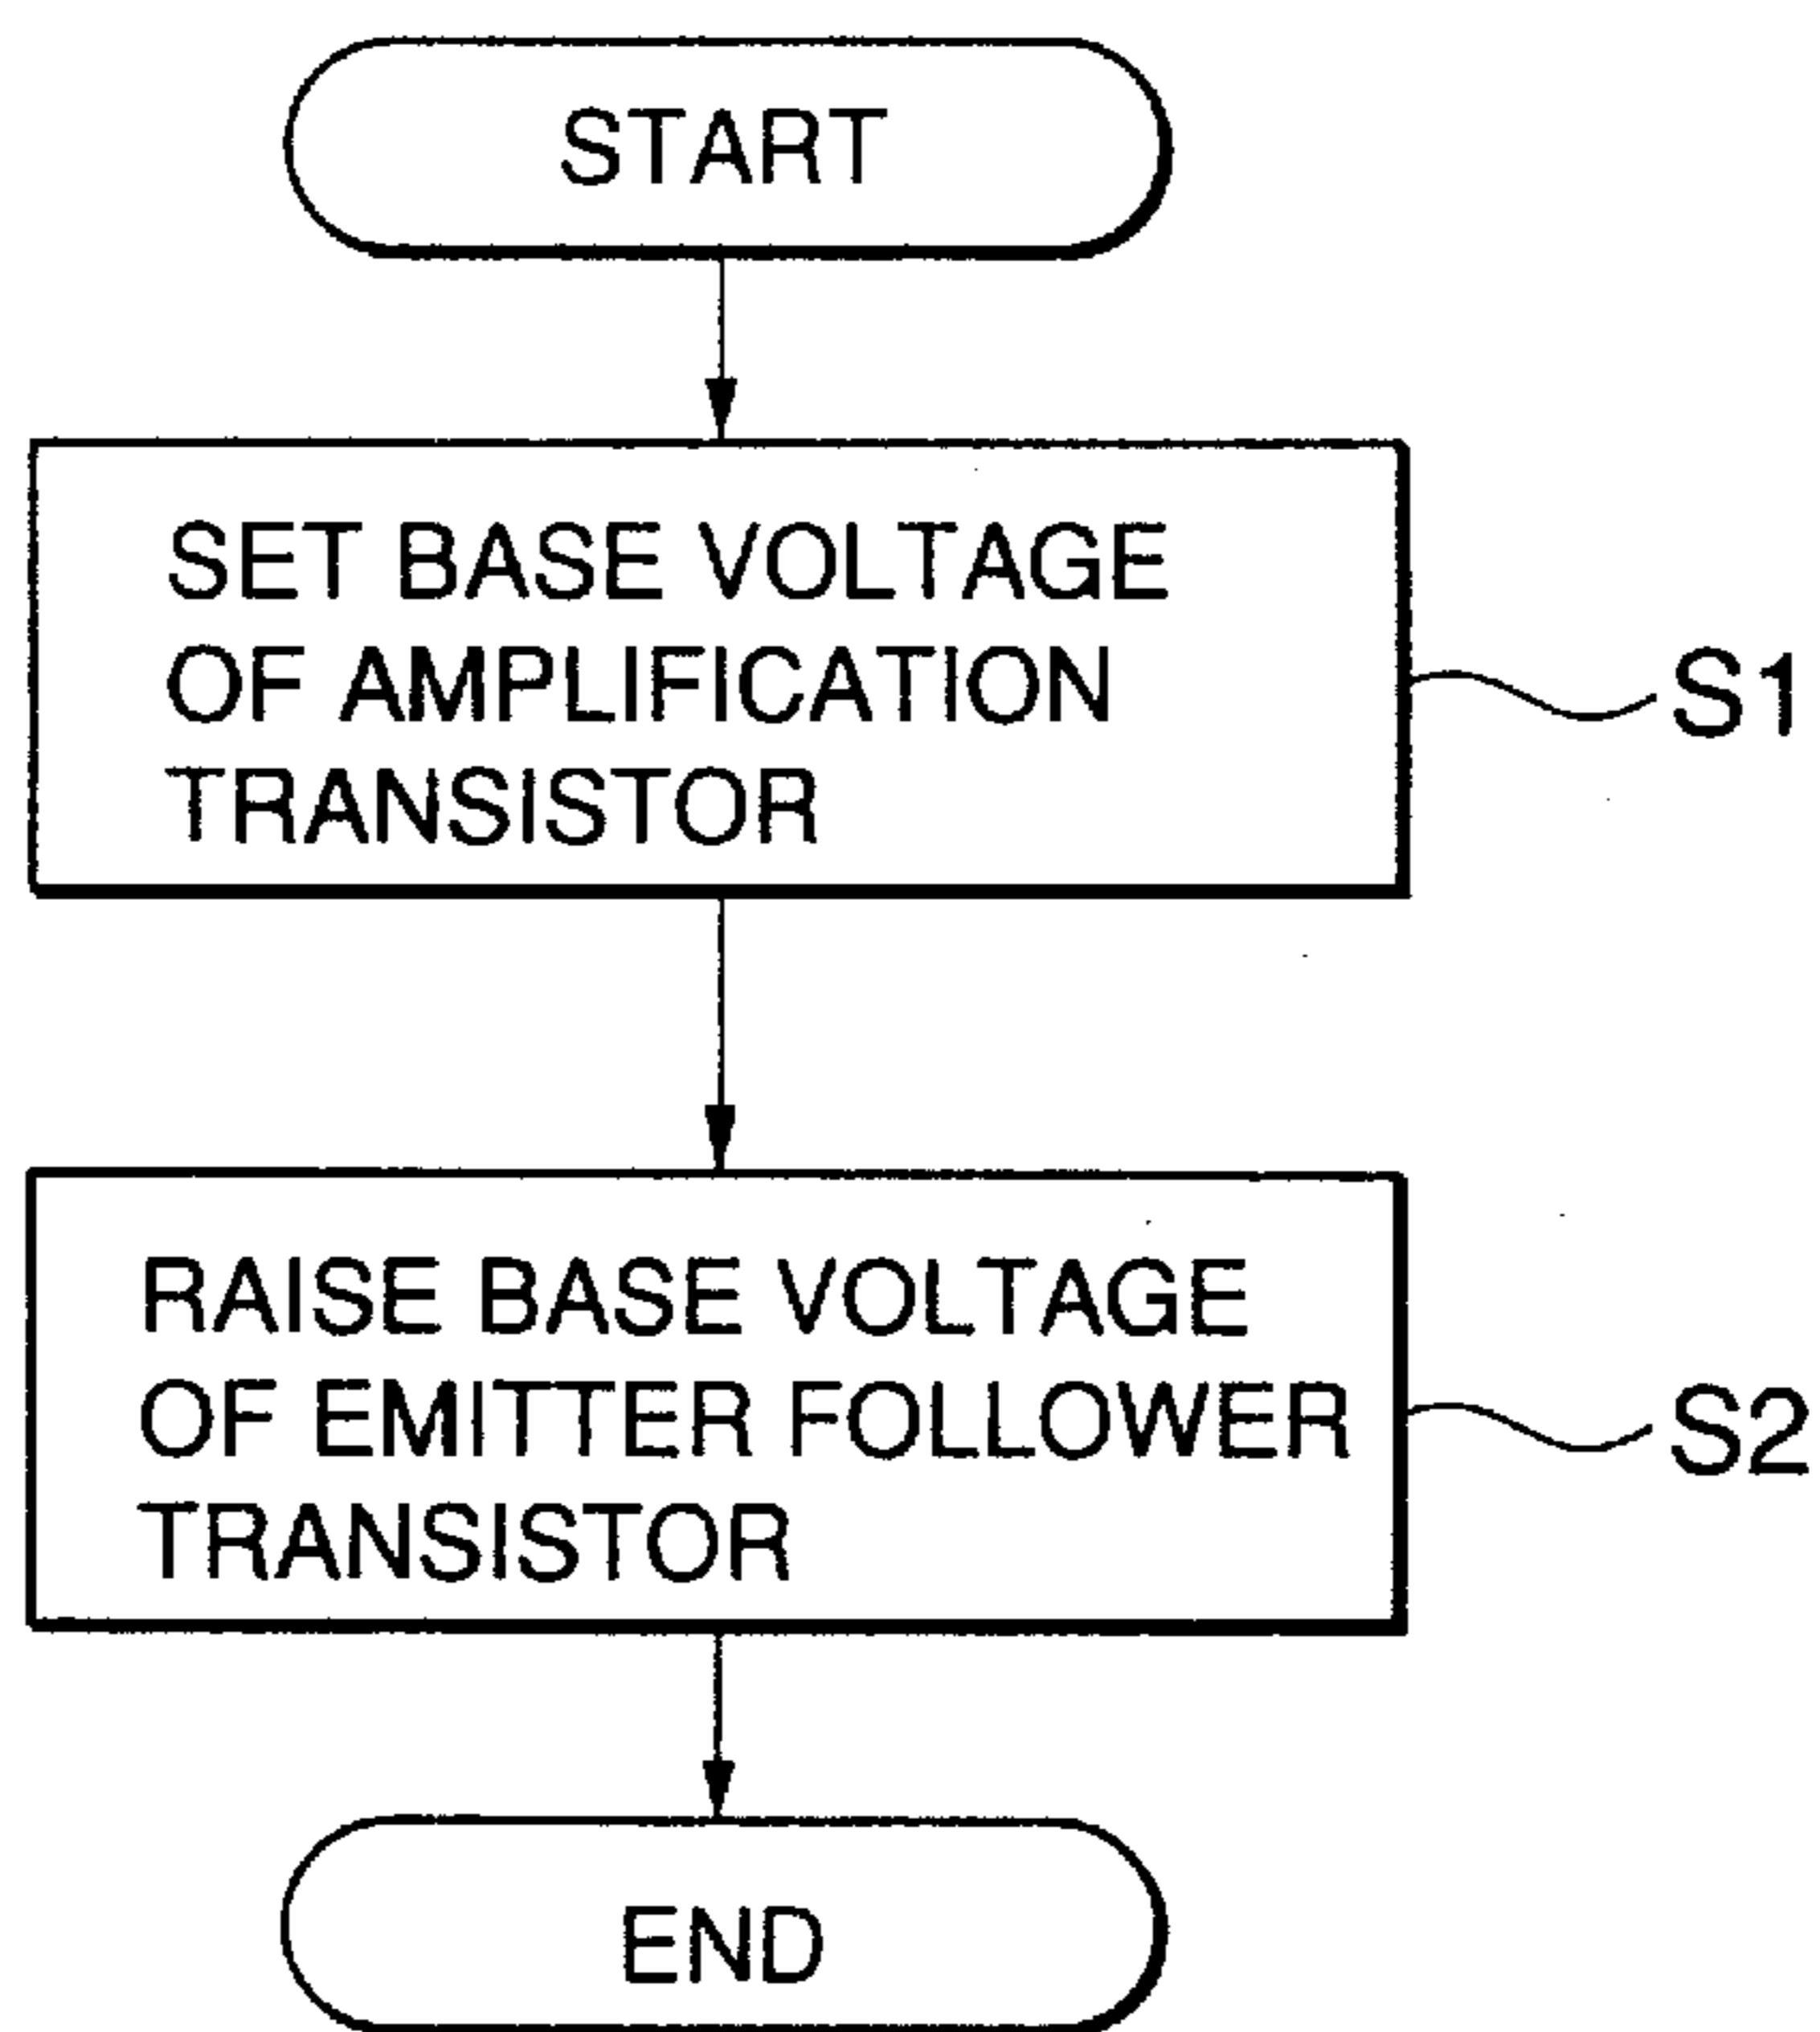 START
SET BASE VOLTAGE
OF AMPLIFICATION
TRANSISTOR
S1
RAISE BASE VOLTAGE
OF EMITTER FOLLOWER
TRANSISTOR
S2
END